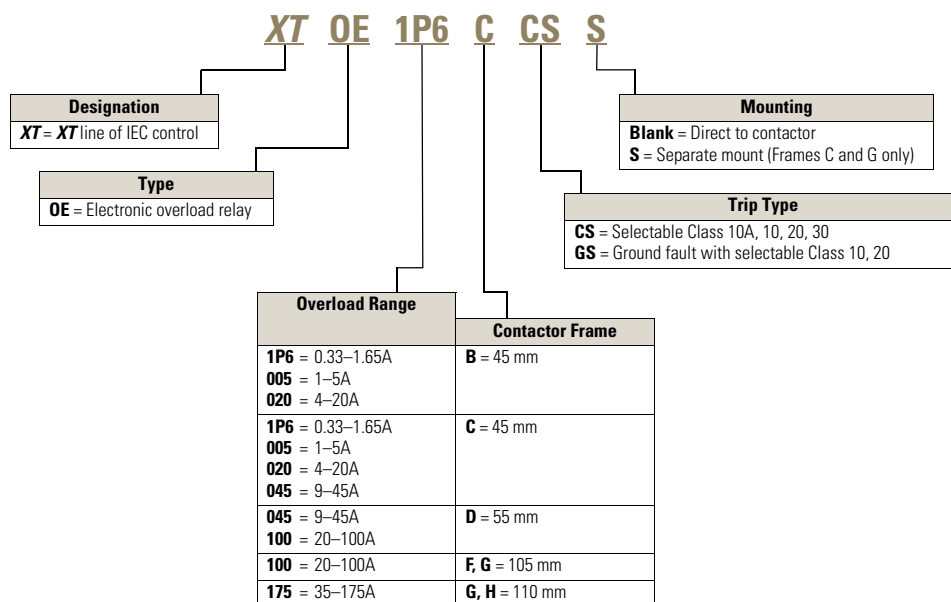 XT OE 1P6 C CS S
Designation
XT = XT line of IEC control
Type
OE = Electronic overload relay
Mounting
Blank = Direct to contactor
S = Separate mount (Frames C and G only)
Trip Type
CS = Selectable Class 10A, 10, 20, 30
GS = Ground fault with selectable Class 10, 20
Overload Range
Contactor Frame
1P6 = 0.33–1.65A
005 = 1–5A
020 = 4–20A
B = 45 mm
1P6 = 0.33–1.65A
005 = 1–5A
020 = 4–20A
045 = 9–45A
C = 45 mm
045 = 9–45A
100 = 20–100A
D = 55 mm
100 = 20–100A
F, G = 105 mm
175 = 35–175A
G, H = 110 mm